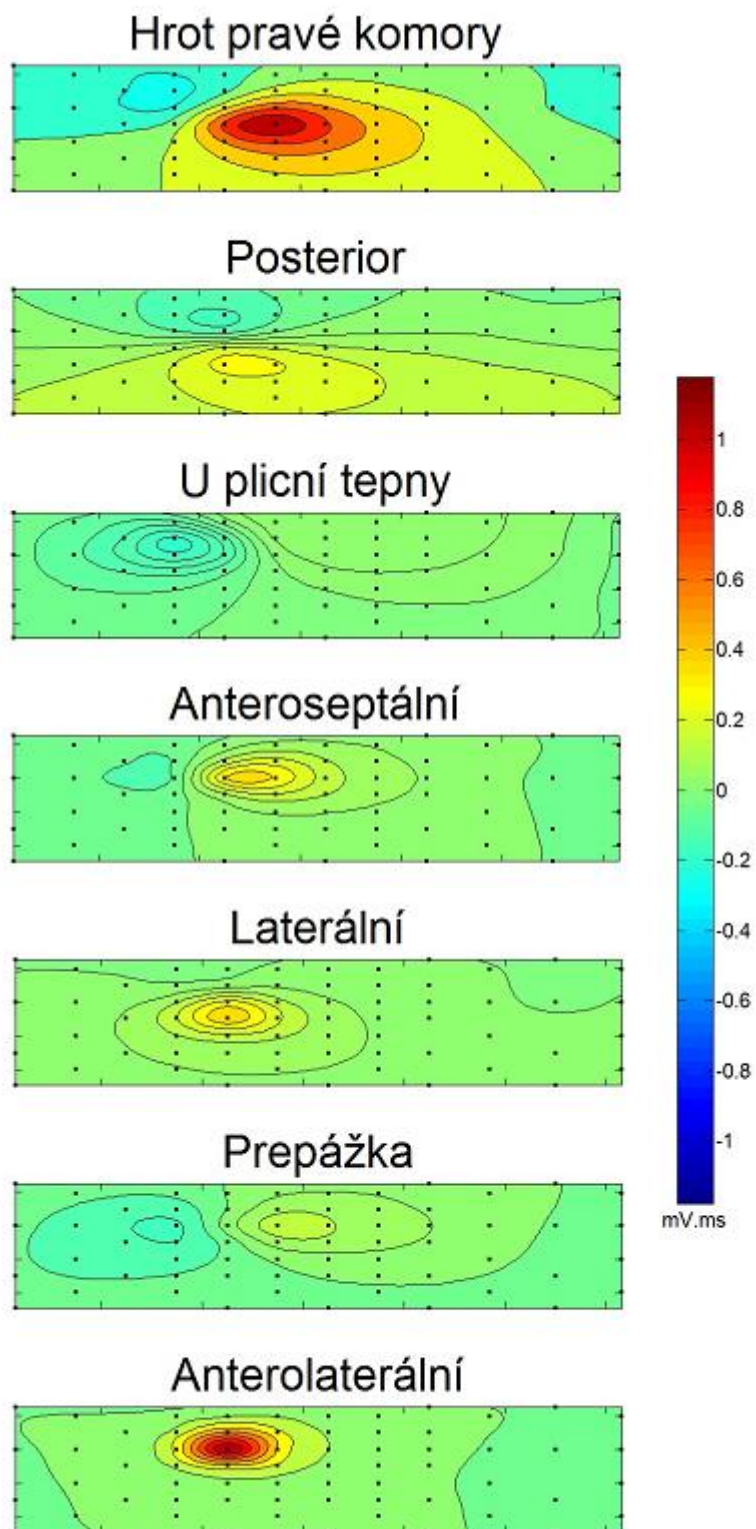 Hrot pravé komory
Posterior
U plicní tepny
Anteroseptální
Laterální
Prepážka
Anterolaterální
1
0.8
0.6
0.4
0.2
0
-0.2
-0.4
-0.6
-0.8
-1
mV.ms